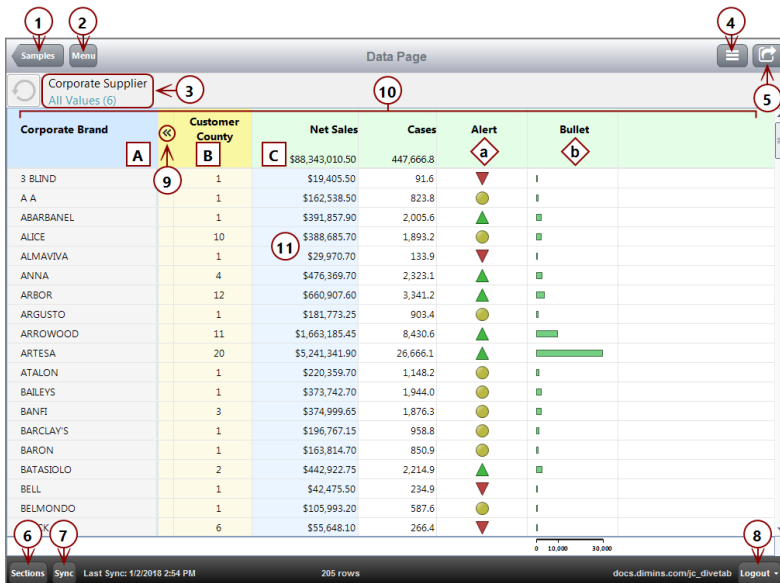 1 2 4
Samples Menu Data Page
5
Corporate Supplier
All Values (6)
3 10
Corporate Brand Customer County Net Sales Cases Alert Bullet
A 9 B C $88,343,010.50 447,666.8 a b
3 BLIND 1 $19,405.50 91.6
A A 1 $162,538.50 823.8
ABARBANEL 1 $391,857.90 2,005.6
ALICE 10 $388,685.70 1,893.2
11
ALMAVIVA 1 $29,970.70 133.9
ANNA 4 $476,369.70 2,323.1
ARBOR 12 $660,907.60 3,341.2
ARGUSTO 1 $181,773.25 903.4
ARROWOOD 11 $1,663,185.45 8,430.6
ARTESA 20 $5,241,341.90 26,666.1
ATALON 1 $220,359.70 1,148.2
BAILEYS 1 $373,742.70 1,944.0
BANFI 3 $374,999.65 1,876.3
BARCLAY'S 1 $196,767.15 958.8
BARON 1 $163,814.70 850.9
BATASIOLO 2 $442,922.75 2,214.9
BELL 1 $42,475.50 234.9
BELMONDO 1 $105,993.20 587.6
6 $55,648.10 266.4
6 7 8
0 10,000 30,000
Sections Sync Last Sync: 1/2/2018 2:54 PM 205 rows docs.dimins.com/jc_divetab Logout